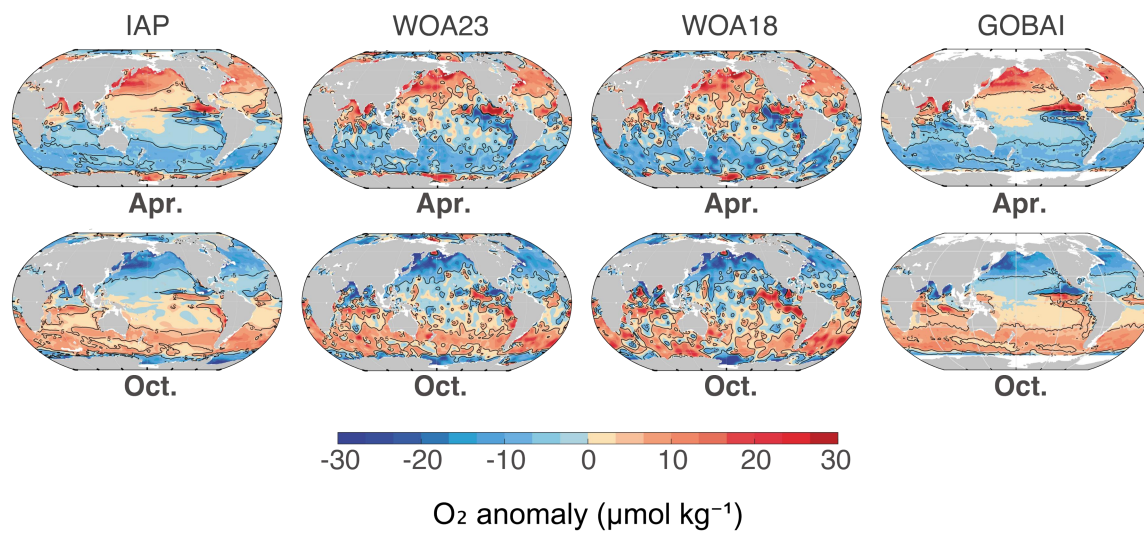 IAP WOA23 WOA18 GOBAI
Apr. Apr. Apr. Apr.
Oct. Oct. Oct. Oct.
-30 -20 -10 0 10 20 30
O₂ anomaly (μmol kg⁻¹)